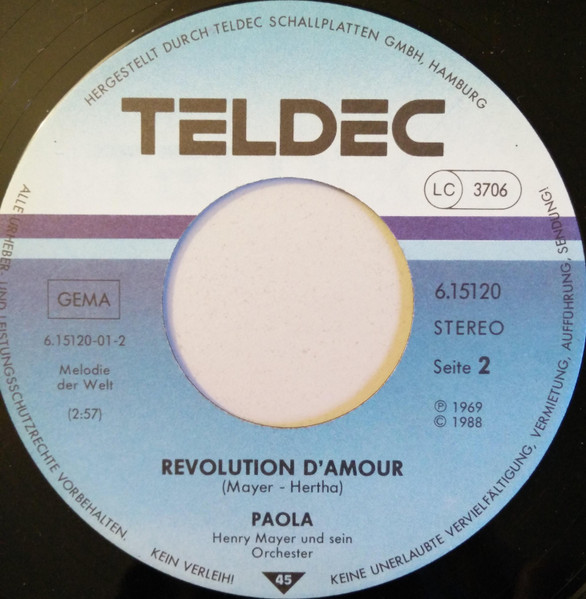 HERGESTELLT DURCH TELDEC SCHALLPLATTEN GMBH, HAMBURG
TELDEC
LC 3706
GEMA
6.15120-01-2
Melodie
der Welt
(2:57)
6.15120
STEREO
Seite 2
℗ 1969
© 1988
REVOLUTION D'AMOUR
(Mayer - Hertha)
PAOLA
Henry Mayer und sein
Orchester
45
ALLE URHEBER- UND LEISTUNGSSCHUTZRECHTE VORBEHALTEN.
KEIN VERLEIH!
KEINE UNERLAUBTE VERVIELFÄLTIGUNG, VERMIETUNG, AUFFÜHRUNG, SENDUNG!